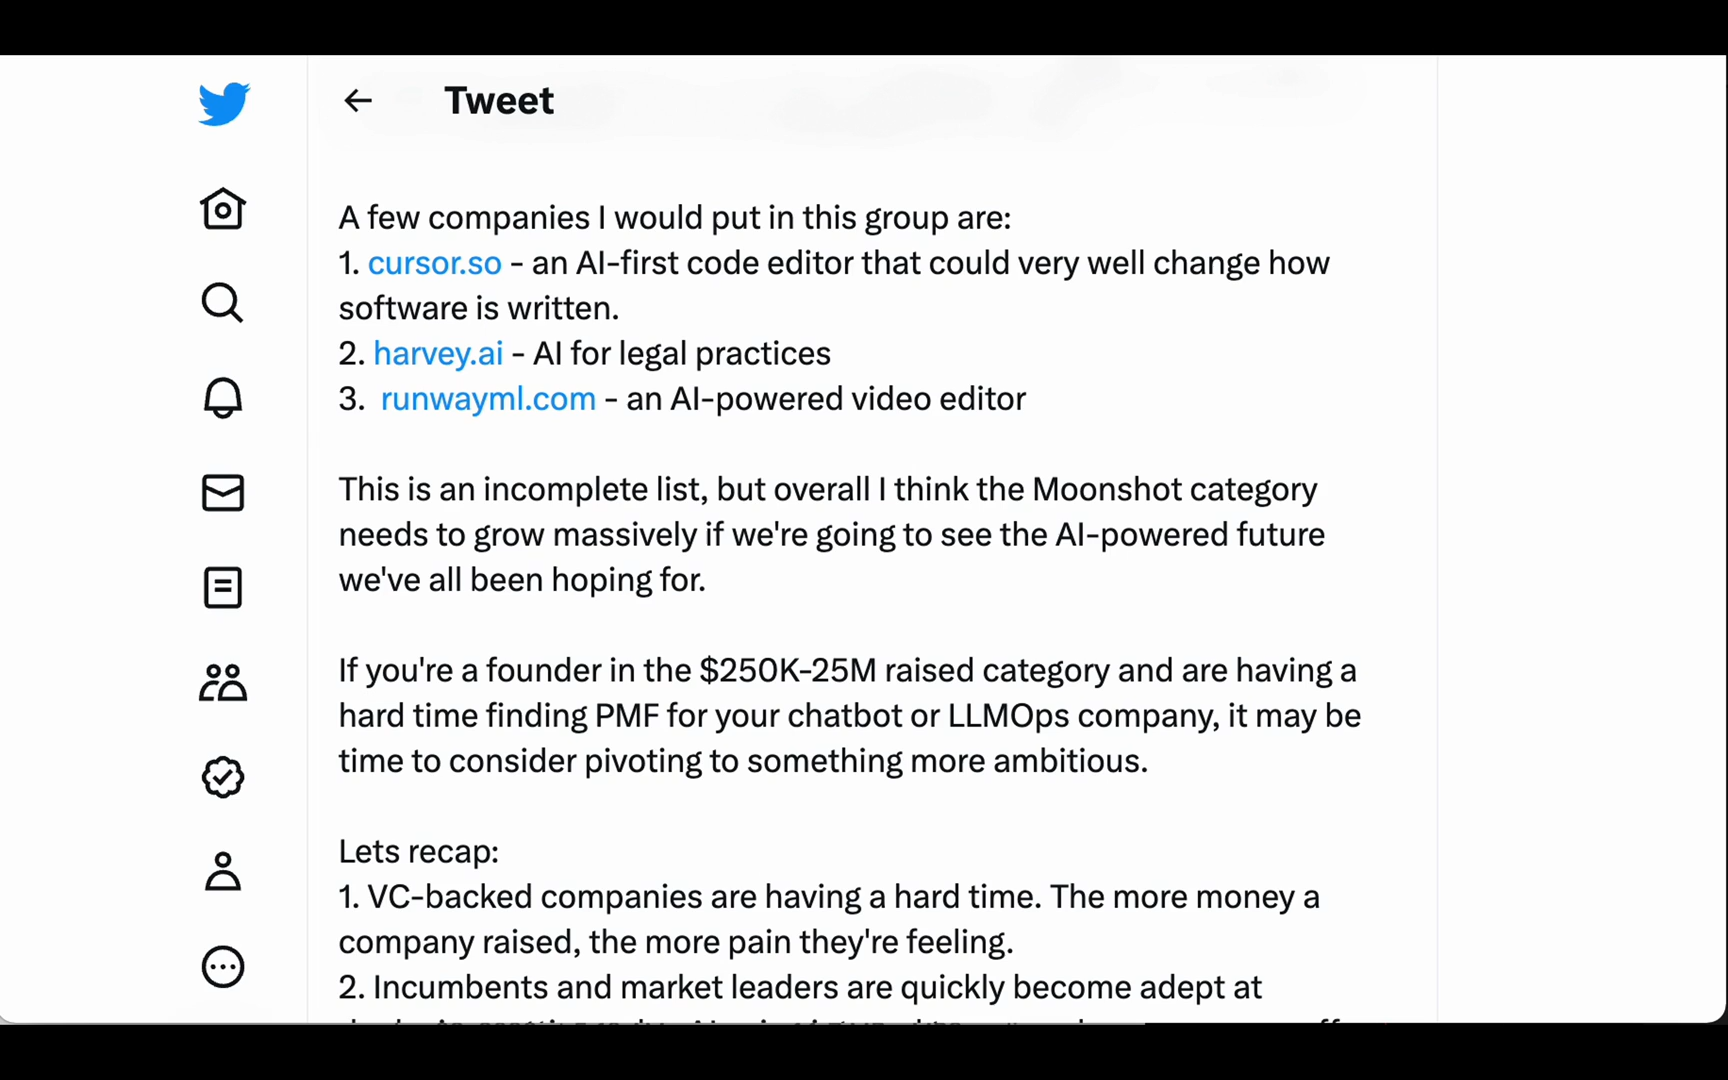 Tweet
A few companies I would put in this group are:
1. cursor.so - an AI-first code editor that could very well change how
software is written.
2. harvey.ai - AI for legal practices
3. runwayml.com - an AI-powered video editor
This is an incomplete list, but overall I think the Moonshot category
needs to grow massively if we're going to see the AI-powered future
we've all been hoping for.
If you're a founder in the $250K-25M raised category and are having a
hard time finding PMF for your chatbot or LLMOps company, it may be
time to consider pivoting to something more ambitious.
Lets recap:
1. VC-backed companies are having a hard time. The more money a
company raised, the more pain they're feeling.
2. Incumbents and market leaders are quickly become adept at